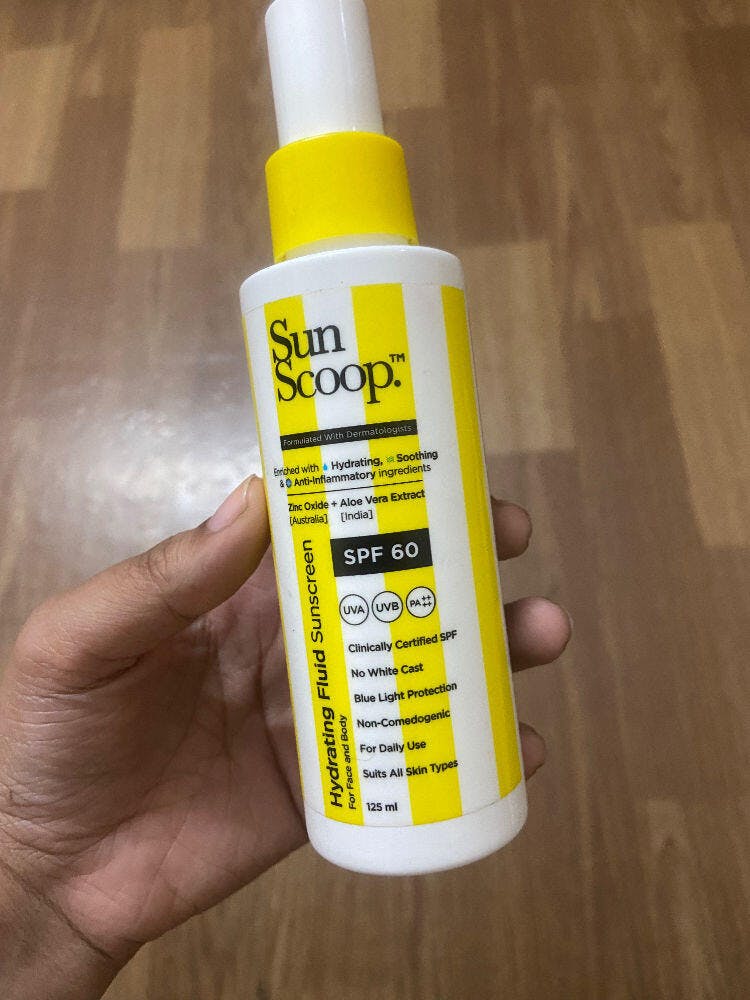 Sun
Scoop.™
Formulated With Dermatologists
Enriched with Hydrating, Soothing
& Anti-Inflammatory ingredients
Zinc Oxide + Aloe Vera Extract
[Australia] [India]
SPF 60
UVA UVB PA++++
Hydrating Fluid Sunscreen
For Face and Body
Clinically Certified SPF
No White Cast
Blue Light Protection
Non-Comedogenic
For Daily Use
Suits All Skin Types
125 ml